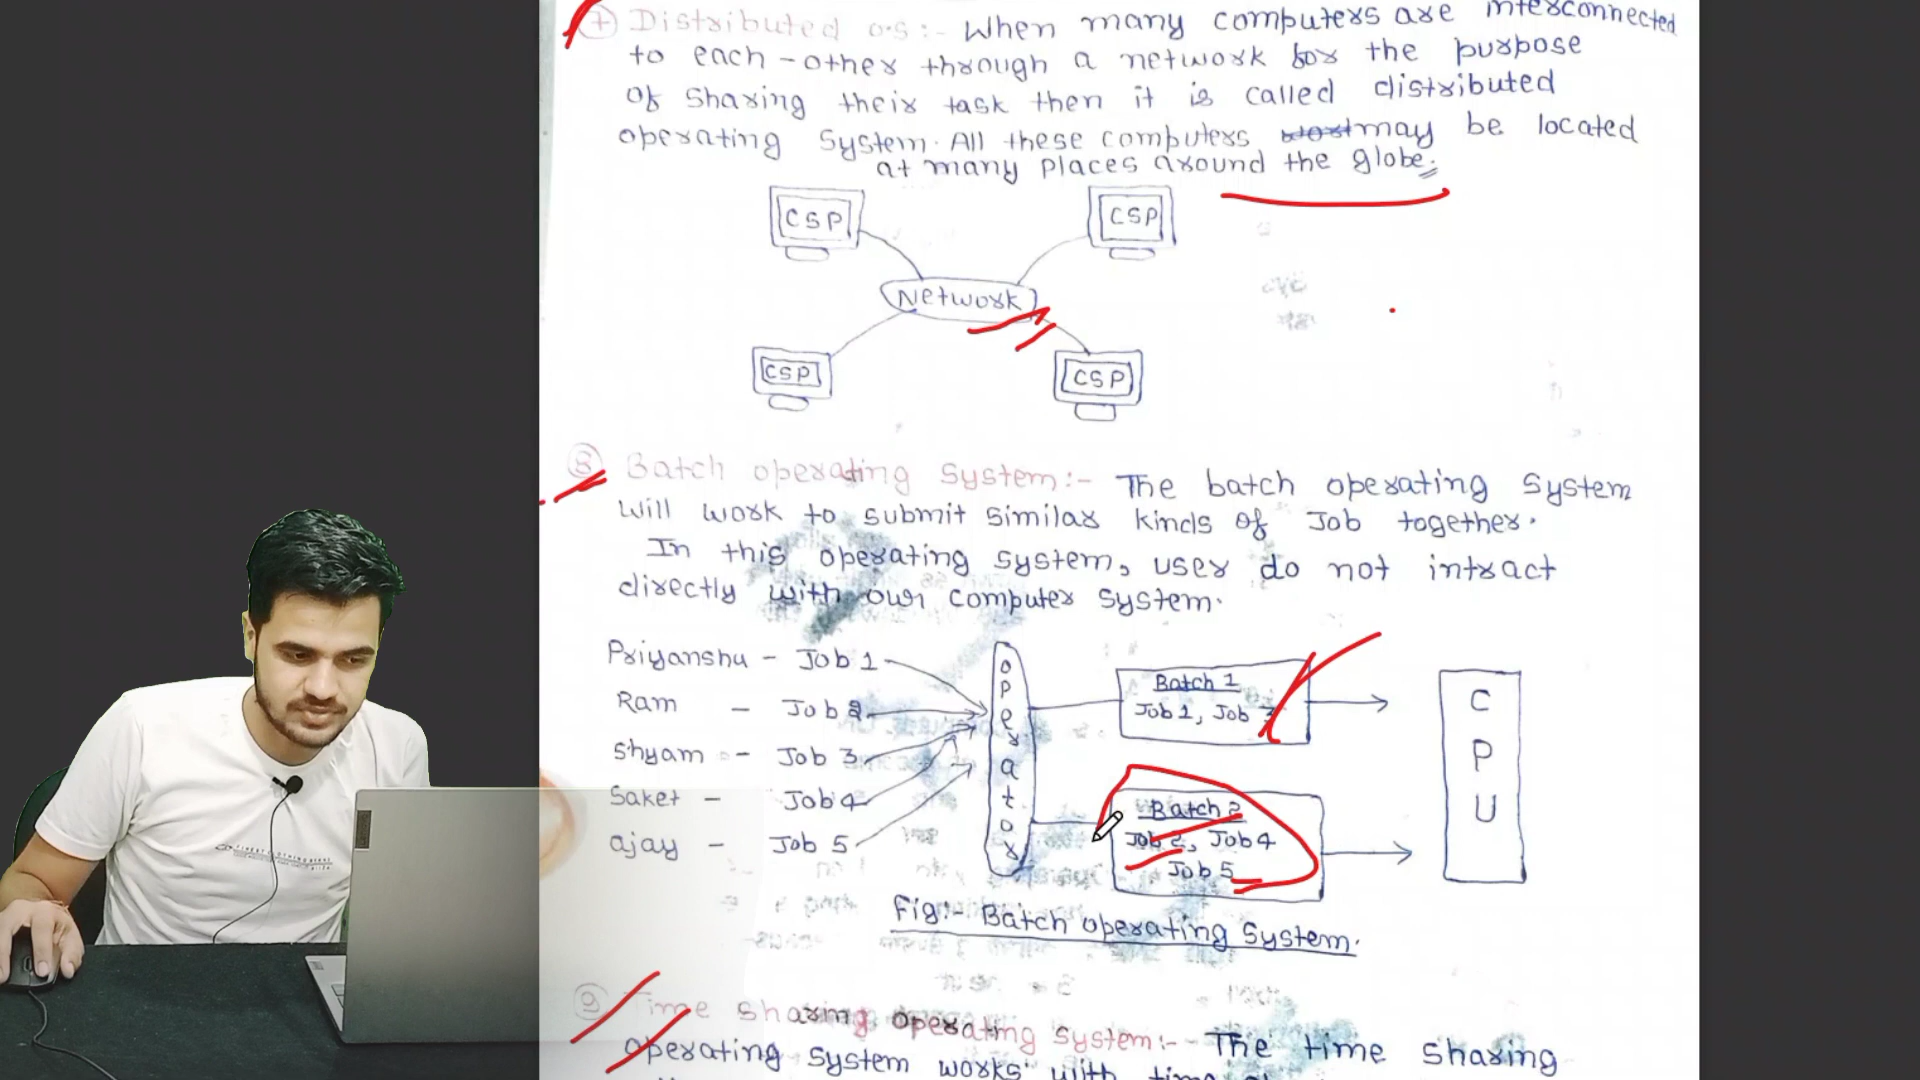 7 Distributed o.s:- When many computers are interconnected
to each-other through a network for the purpose
of sharing their task then it is called distributed
operating system. All these computers may be located
at many places around the globe.
CSP
CSP
Network
CSP
CSP
8 Batch operating system:- The batch operating system
will work to submit similar kinds of Job together.
In this operating system, user do not intract
directly with our computer system.
Priyanshu - Job 1
Ram - Job 2
Shyam - Job 3
Saket - Job 4
ajay - Job 5
operator
Batch 1
Job 1, Job
Batch 2
Job 2, Job 4
Job 5
CPU
Fig:- Batch operating system.
9 Time sharing operating system:- The time sharing
operating system works with time